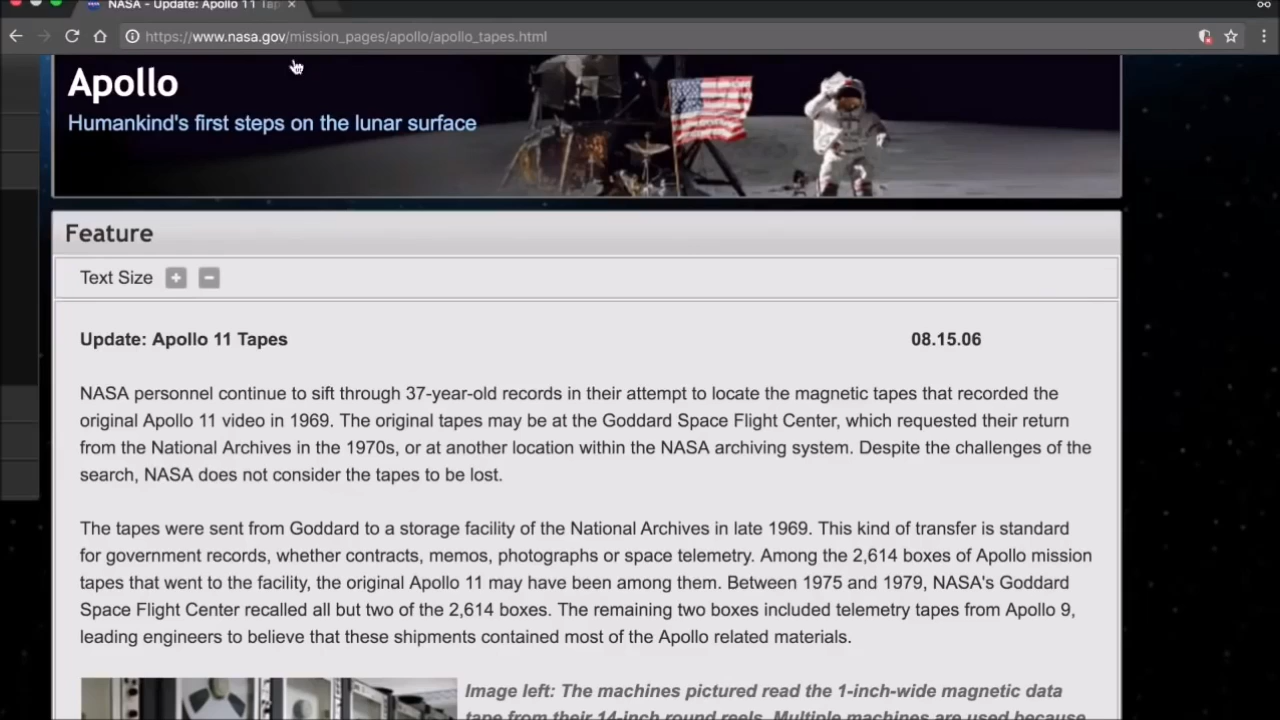 NASA - Update: Apollo 11 Tap
https://www.nasa.gov/mission_pages/apollo/apollo_tapes.html
Apollo
Humankind's first steps on the lunar surface
Feature
Text Size + −
Update: Apollo 11 Tapes 08.15.06
NASA personnel continue to sift through 37-year-old records in their attempt to locate the magnetic tapes that recorded the
original Apollo 11 video in 1969. The original tapes may be at the Goddard Space Flight Center, which requested their return
from the National Archives in the 1970s, or at another location within the NASA archiving system. Despite the challenges of the
search, NASA does not consider the tapes to be lost.
The tapes were sent from Goddard to a storage facility of the National Archives in late 1969. This kind of transfer is standard
for government records, whether contracts, memos, photographs or space telemetry. Among the 2,614 boxes of Apollo mission
tapes that went to the facility, the original Apollo 11 may have been among them. Between 1975 and 1979, NASA's Goddard
Space Flight Center recalled all but two of the 2,614 boxes. The remaining two boxes included telemetry tapes from Apollo 9,
leading engineers to believe that these shipments contained most of the Apollo related materials.
Image left: The machines pictured read the 1-inch-wide magnetic data
tape from their 14-inch round reels. Multiple machines are used because